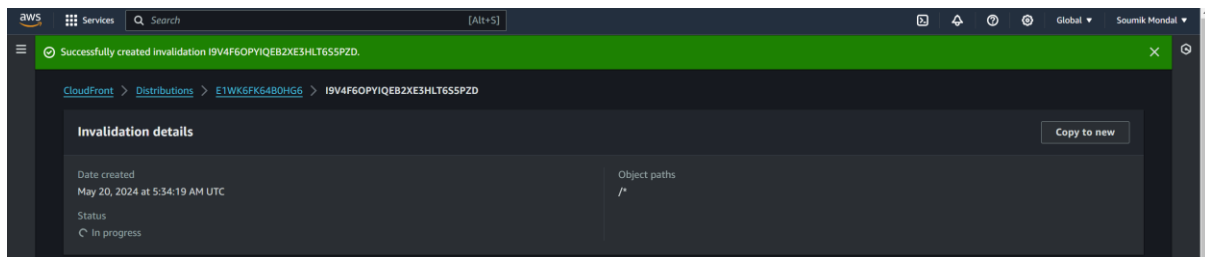 aws Services Search [Alt+S] Global Soumik Mondal
Successfully created invalidation I9V4F6OPYIQEB2XE3HLT6S5PZD.
CloudFront > Distributions > E1WK6FK64B0HG6 > I9V4F6OPYIQEB2XE3HLT6S5PZD
Invalidation details Copy to new
Date created Object paths
May 20, 2024 at 5:34:19 AM UTC /*
Status
In progress